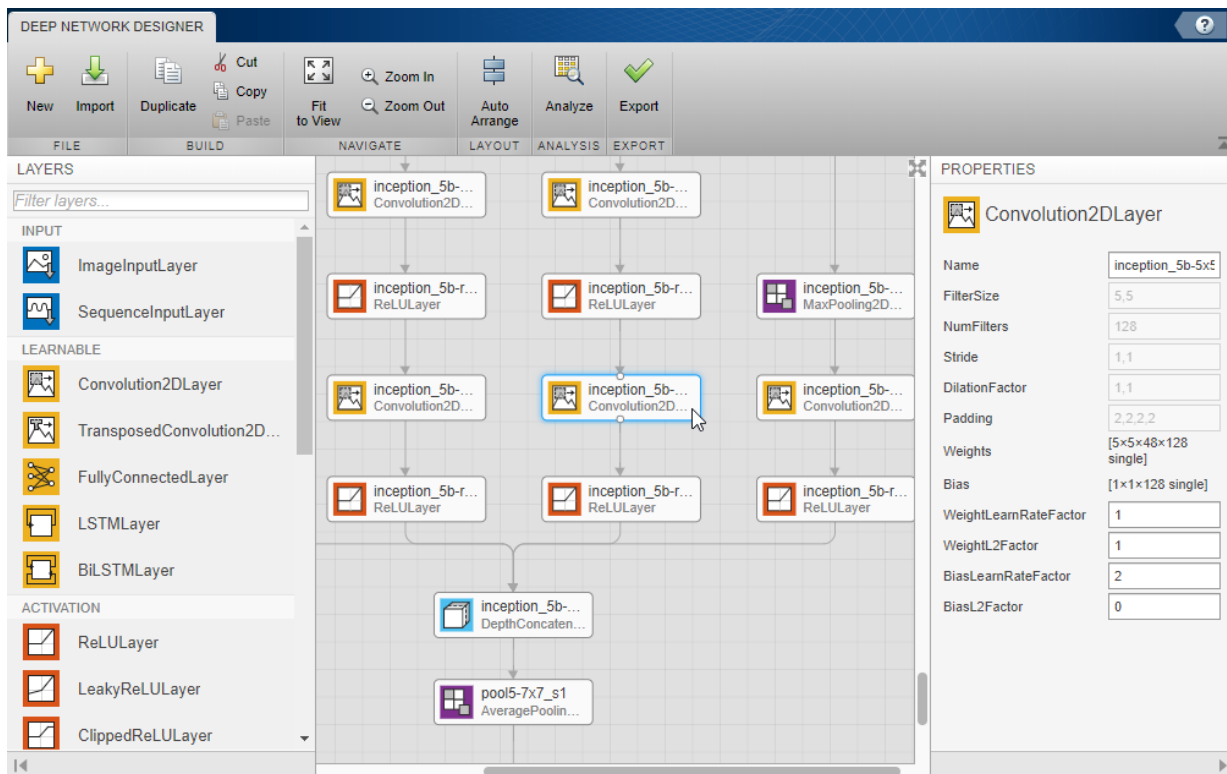 DEEP NETWORK DESIGNER
?
New
Import
Duplicate
Cut
Copy
Paste
Fit
to View
Zoom In
Zoom Out
Auto
Arrange
Analyze
Export
FILE
BUILD
NAVIGATE
LAYOUT
ANALYSIS
EXPORT
LAYERS
Filter layers...
INPUT
ImageInputLayer
SequenceInputLayer
LEARNABLE
Convolution2DLayer
TransposedConvolution2D...
FullyConnectedLayer
LSTMLayer
BiLSTMLayer
ACTIVATION
ReLULayer
LeakyReLULayer
ClippedReLULayer
inception_5b-...
Convolution2D...
inception_5b-...
Convolution2D...
inception_5b-r...
ReLULayer
inception_5b-r...
ReLULayer
inception_5b-...
MaxPooling2D...
inception_5b-...
Convolution2D...
inception_5b-...
Convolution2D...
inception_5b-...
Convolution2D...
inception_5b-r...
ReLULayer
inception_5b-r...
ReLULayer
inception_5b-r...
ReLULayer
inception_5b-...
DepthConcaten...
pool5-7x7_s1
AveragePoolin...
PROPERTIES
Convolution2DLayer
Name inception_5b-5x5
FilterSize 5,5
NumFilters 128
Stride 1,1
DilationFactor 1,1
Padding 2,2,2,2
Weights [5×5×48×128
single]
Bias [1×1×128 single]
WeightLearnRateFactor 1
WeightL2Factor 1
BiasLearnRateFactor 2
BiasL2Factor 0